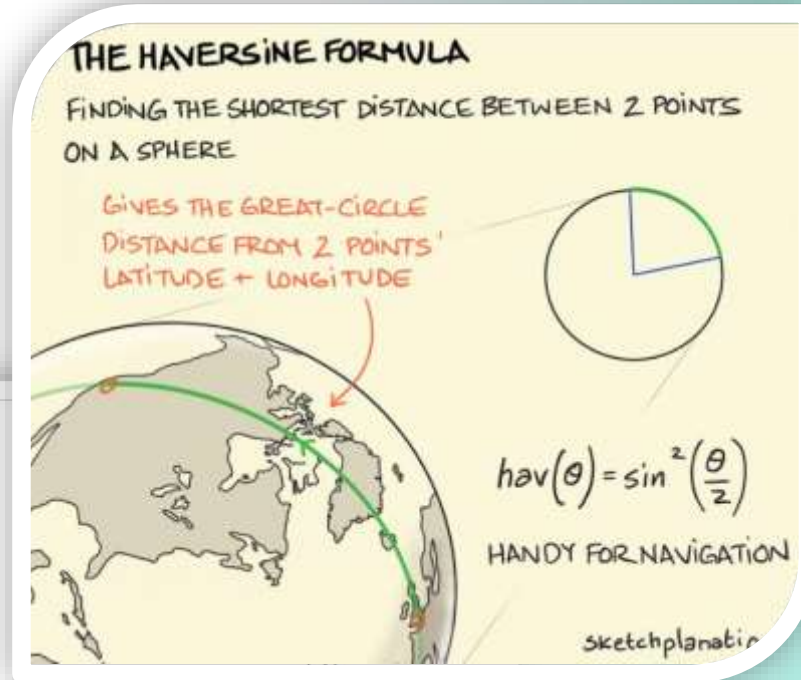 THE HAVERSINE FORMULA
FINDING THE SHORTEST DISTANCE BETWEEN 2 POINTS
ON A SPHERE
GIVES THE GREAT-CIRCLE
DISTANCE FROM 2 POINTS'
LATITUDE + LONGITUDE
hav(θ) = sin²(θ/2)
HANDY FOR NAVIGATION